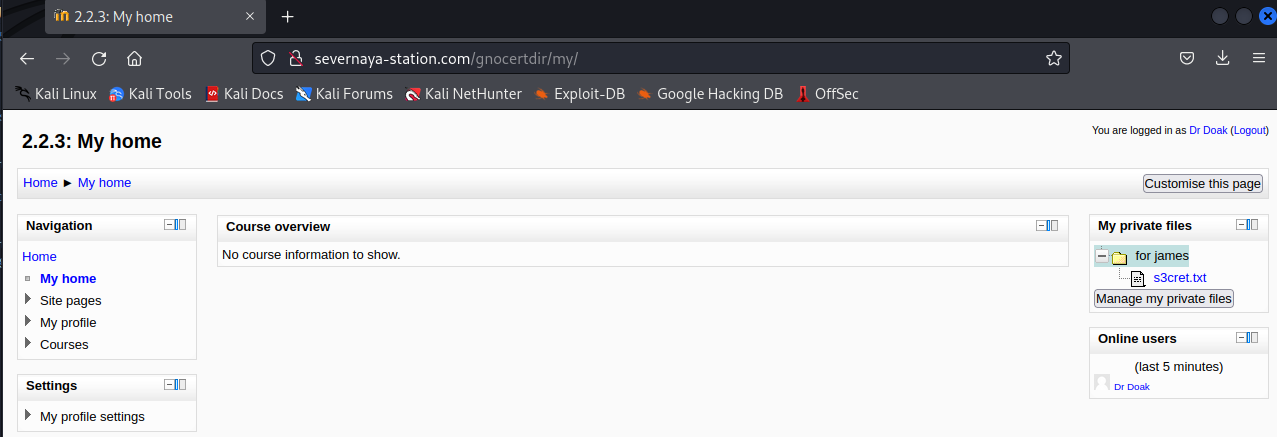 2.2.3: My home
severnaya-station.com/gnocertdir/my/
Kali Linux Kali Tools Kali Docs Kali Forums Kali NetHunter Exploit-DB Google Hacking DB OffSec
You are logged in as Dr Doak (Logout)
2.2.3: My home
Home ► My home
Customise this page
Navigation
Home
My home
Site pages
My profile
Courses
Settings
My profile settings
Course overview
No course information to show.
My private files
for james
s3cret.txt
Manage my private files
Online users
(last 5 minutes)
Dr Doak